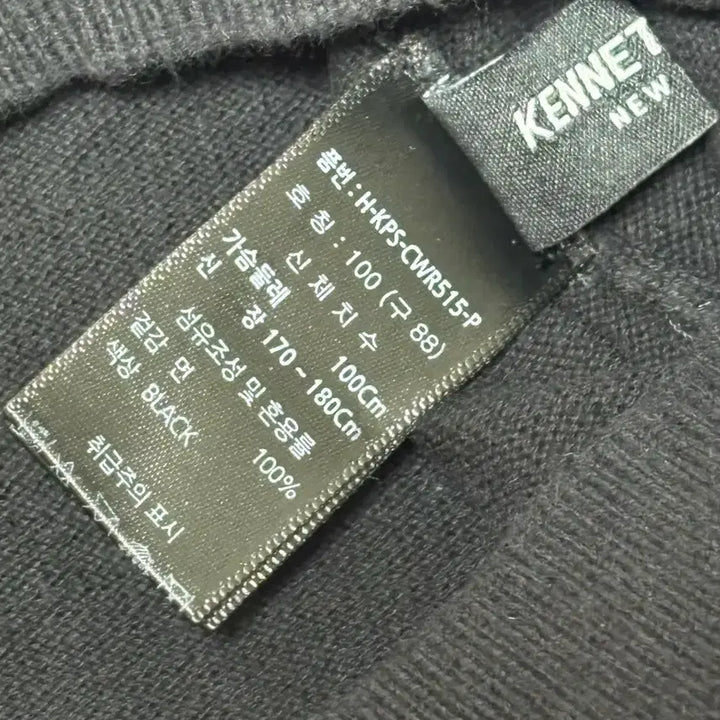 KENNET
NEW
품번 : H-KPS-CWR515-P
호 칭 : 100 (구 88)
신 체 치 수
가슴둘레 100Cm
신 장 170 ~ 180Cm
섬유조성 및 혼용률
겉감 면 100%
색상 BLACK
취급주의 표시